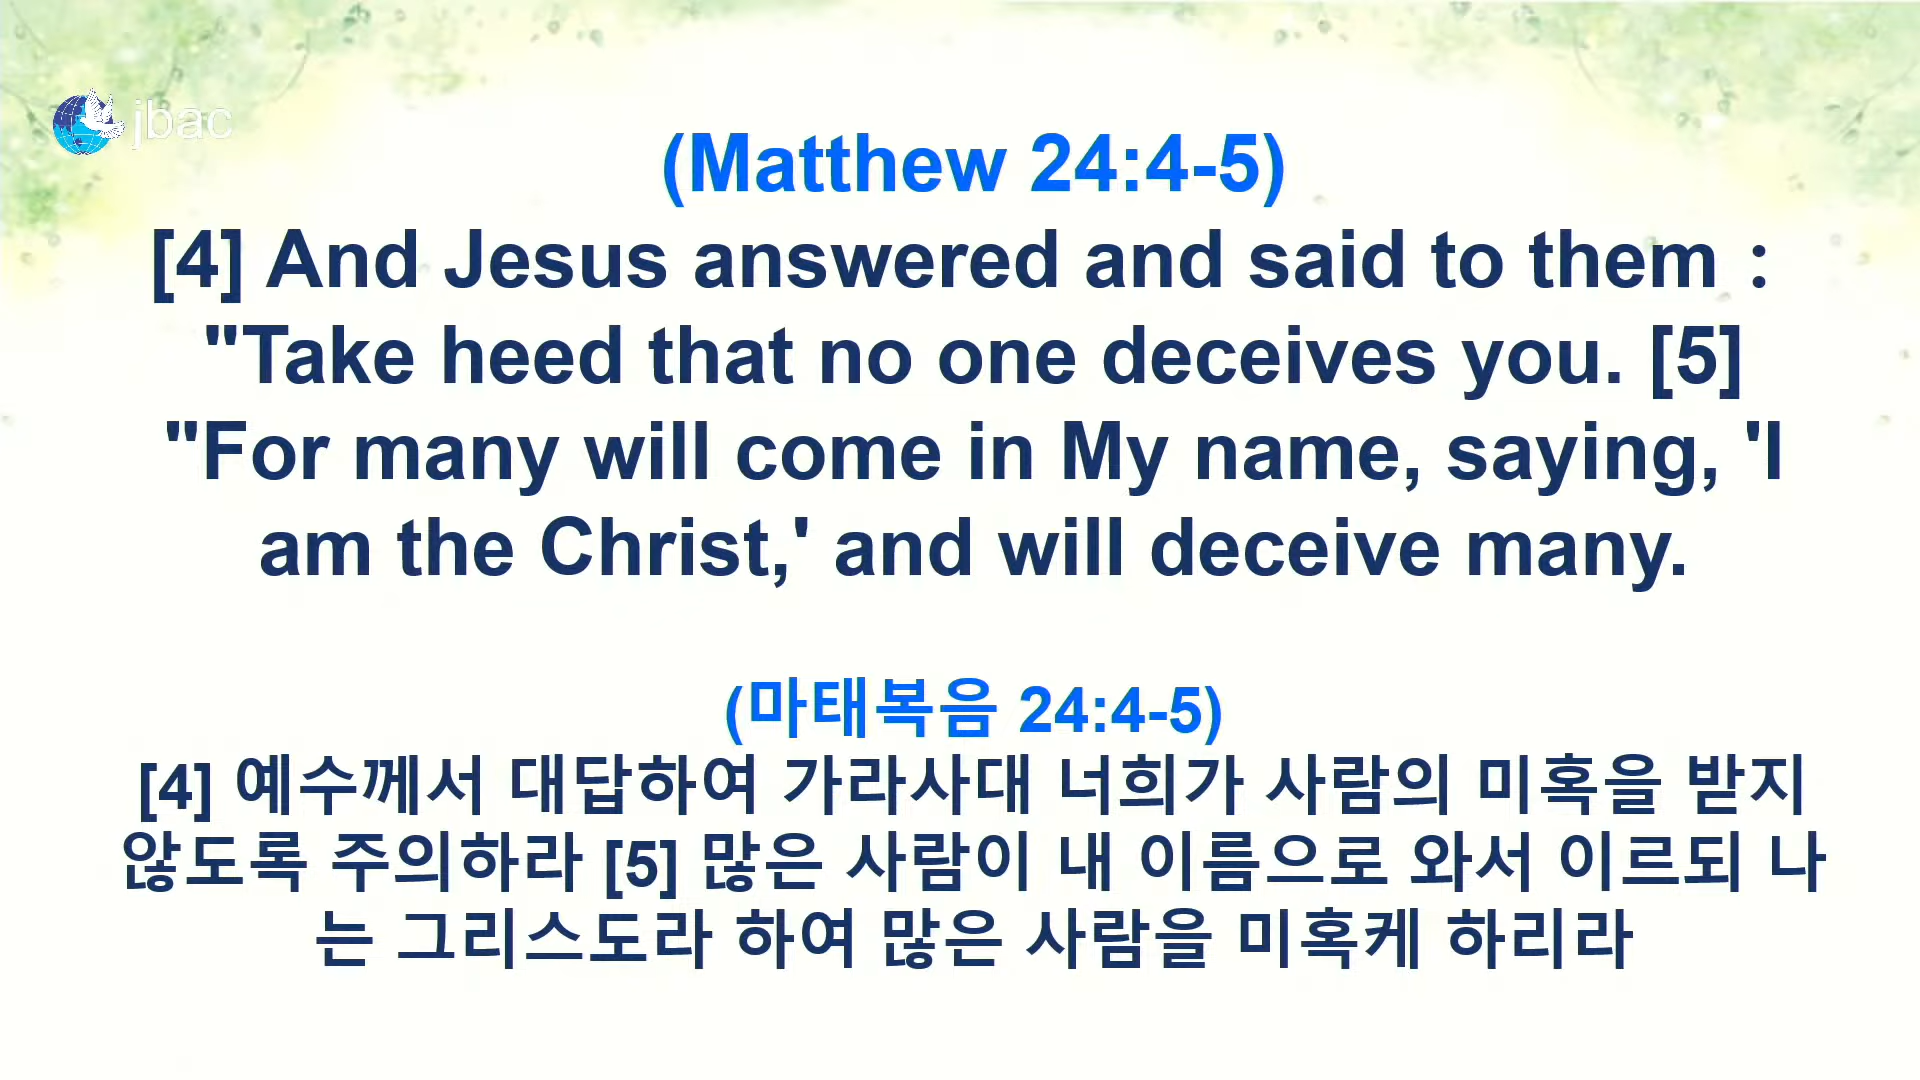 jbac
(Matthew 24:4-5)
[4] And Jesus answered and said to them :
"Take heed that no one deceives you. [5]
"For many will come in My name, saying, 'I
am the Christ,' and will deceive many.
(마태복음 24:4-5)
[4] 예수께서 대답하여 가라사대 너희가 사람의 미혹을 받지
않도록 주의하라 [5] 많은 사람이 내 이름으로 와서 이르되 나
는 그리스도라 하여 많은 사람을 미혹케 하리라